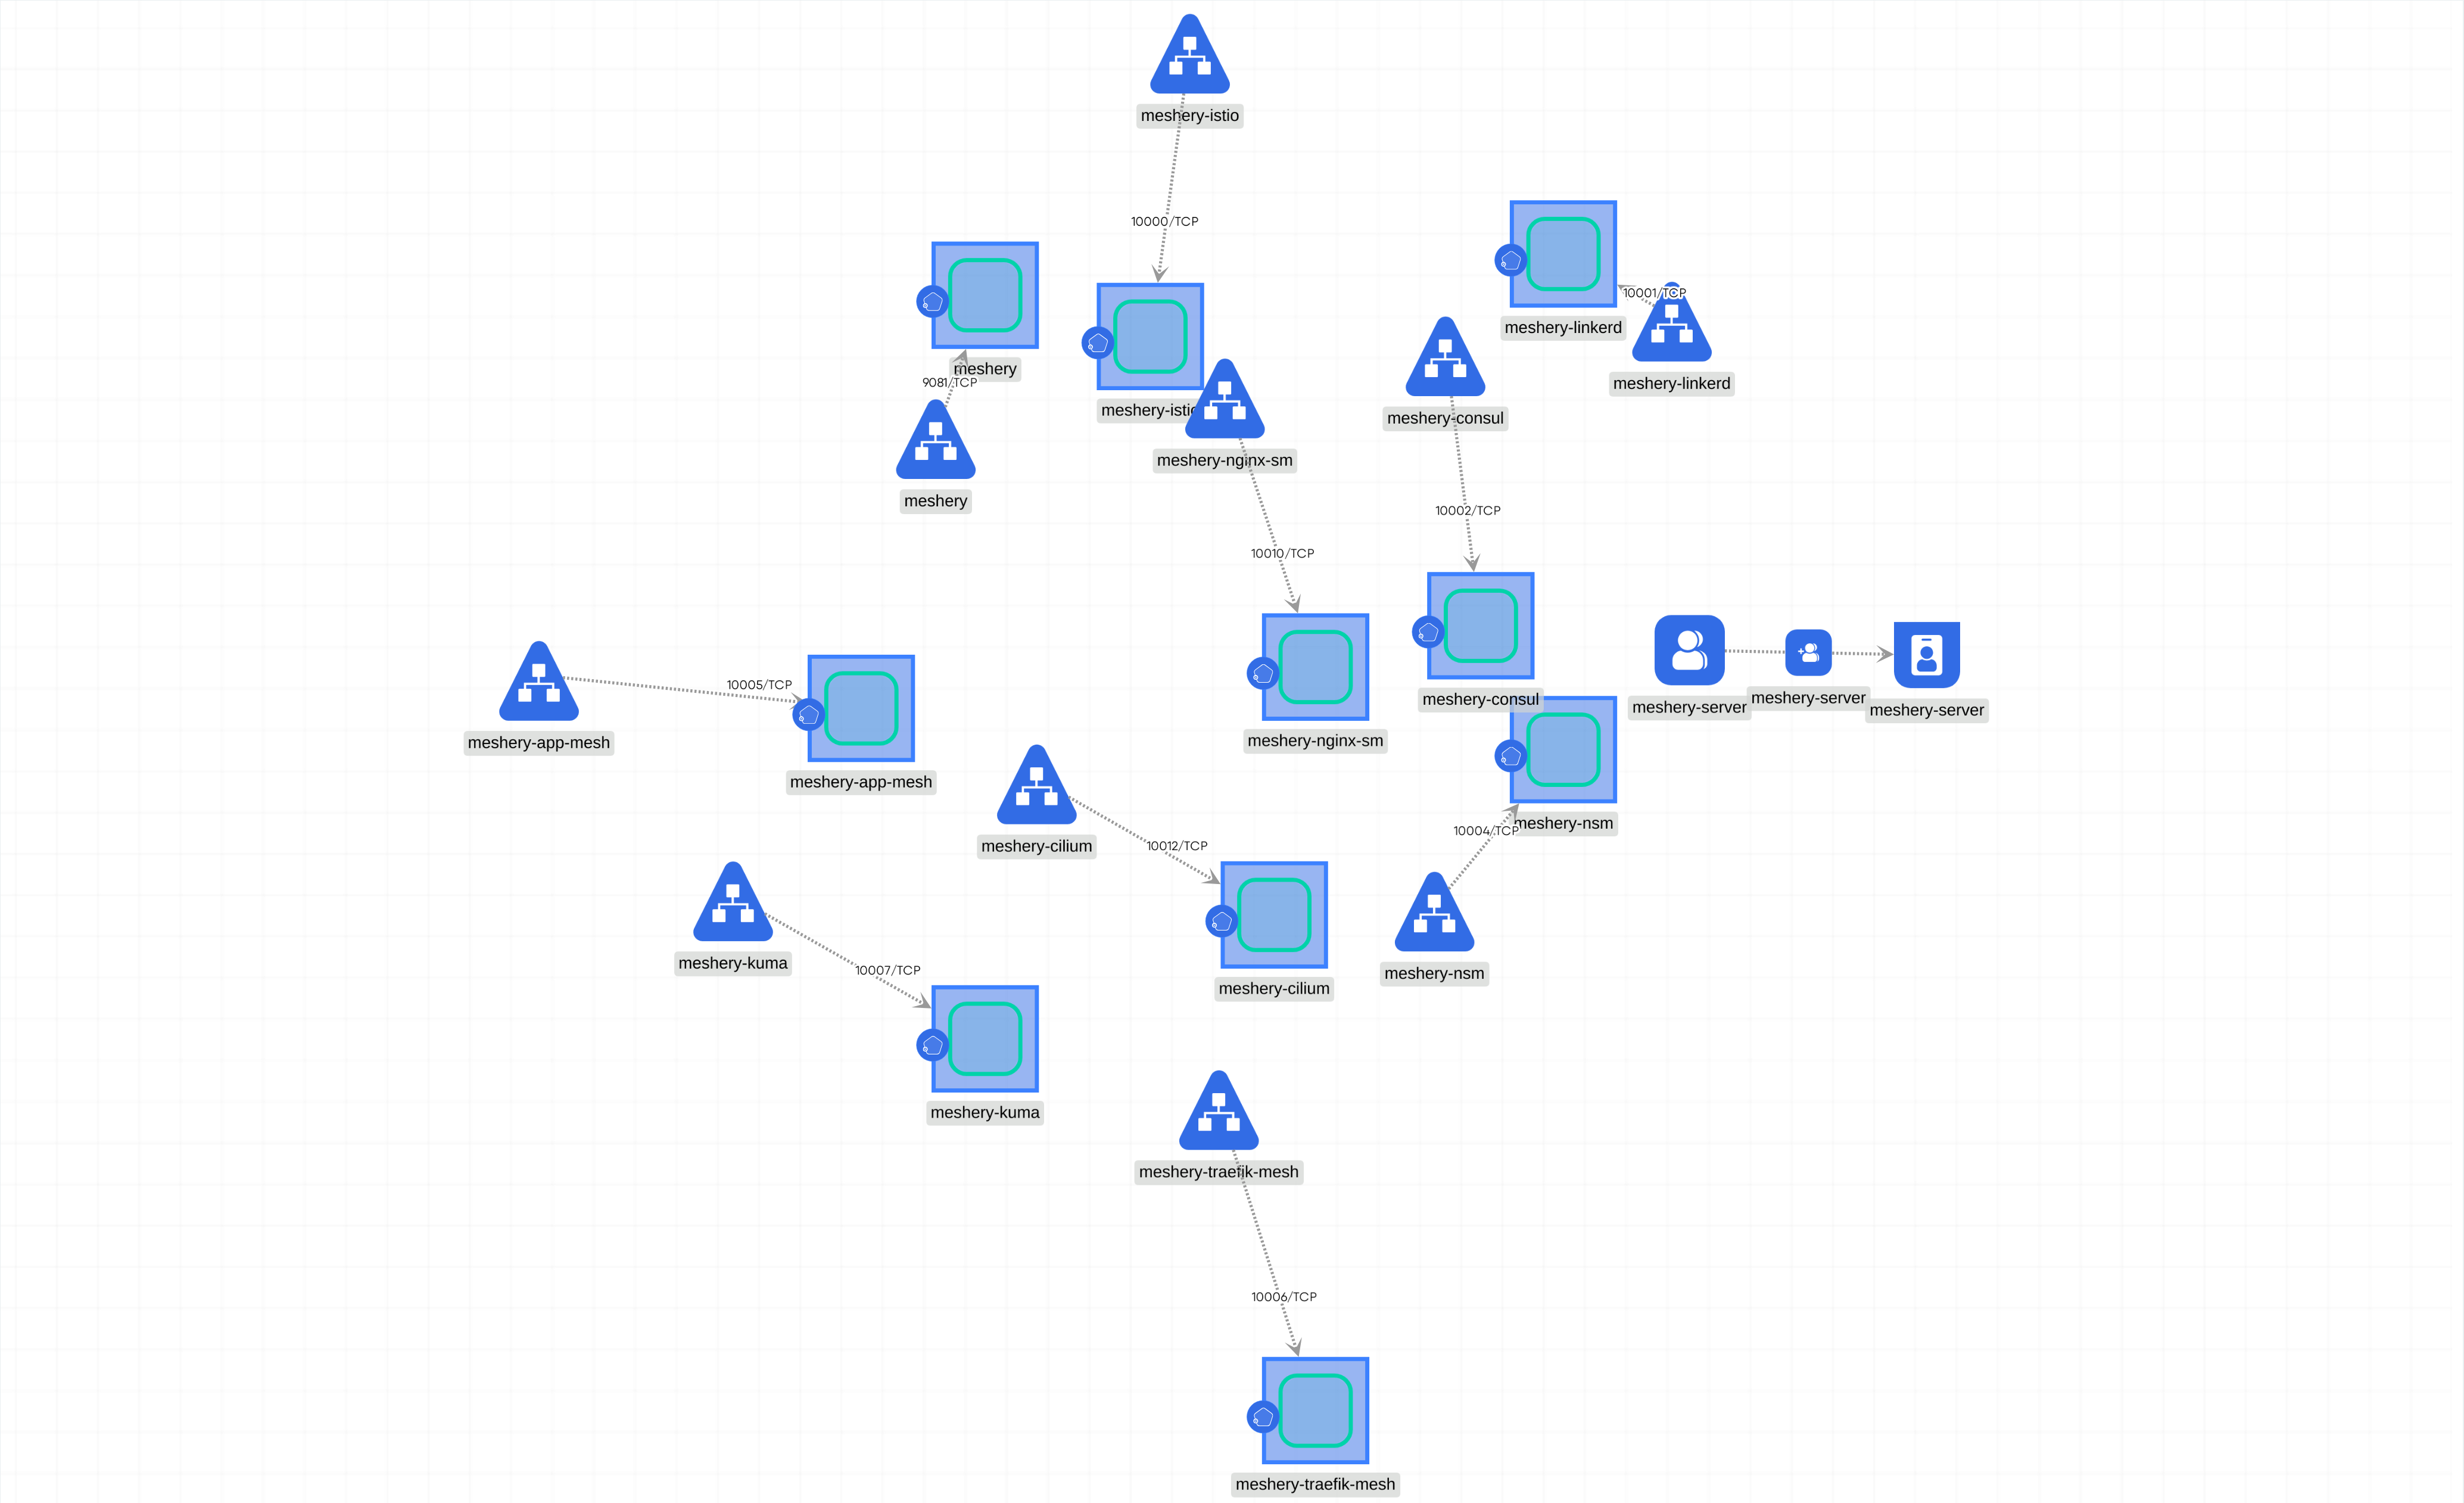 meshery-istio
10000/TCP
meshery-linkerd
10001/TCP
meshery-linkerd
meshery
9081/TCP
meshery
meshery-istio
meshery-nginx-sm
meshery-consul
10002/TCP
10010/TCP
meshery-app-mesh
10005/TCP
meshery-app-mesh
meshery-nginx-sm
meshery-consul
meshery-server
meshery-server
meshery-server
meshery-cilium
10012/TCP
meshery-nsm
10004/TCP
meshery-kuma
10007/TCP
meshery-cilium
meshery-nsm
meshery-kuma
meshery-traefik-mesh
10006/TCP
meshery-traefik-mesh